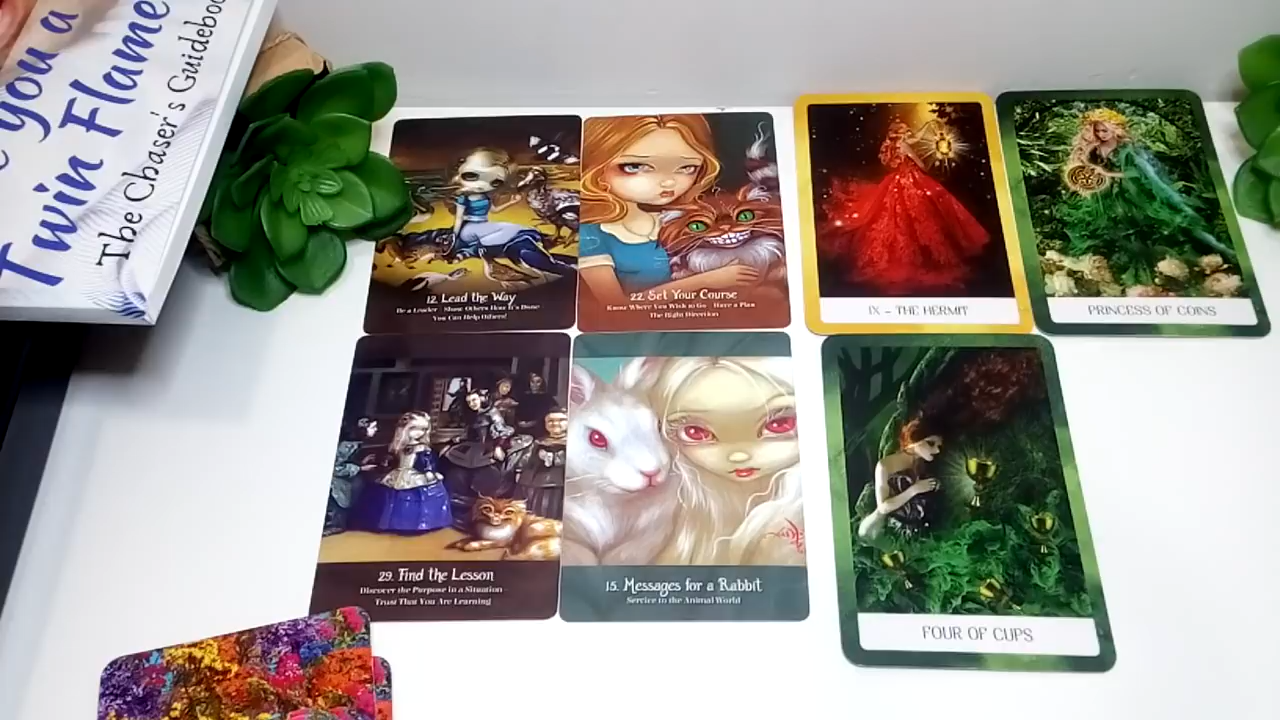 you a
Twin Flame
The Chaser's Guidebook
12. Lead the Way
Be a Leader - Show Others How It's Done
You Can Help Others!
22. Set Your Course
Know Where You Wish to Go - Have a Plan
The Right Direction
IX - THE HERMIT
PRINCESS OF COINS
29. Find the Lesson
Discover the Purpose in a Situation -
Trust That You Are Learning
15. Messages for a Rabbit
Service to the Animal World
FOUR OF CUPS